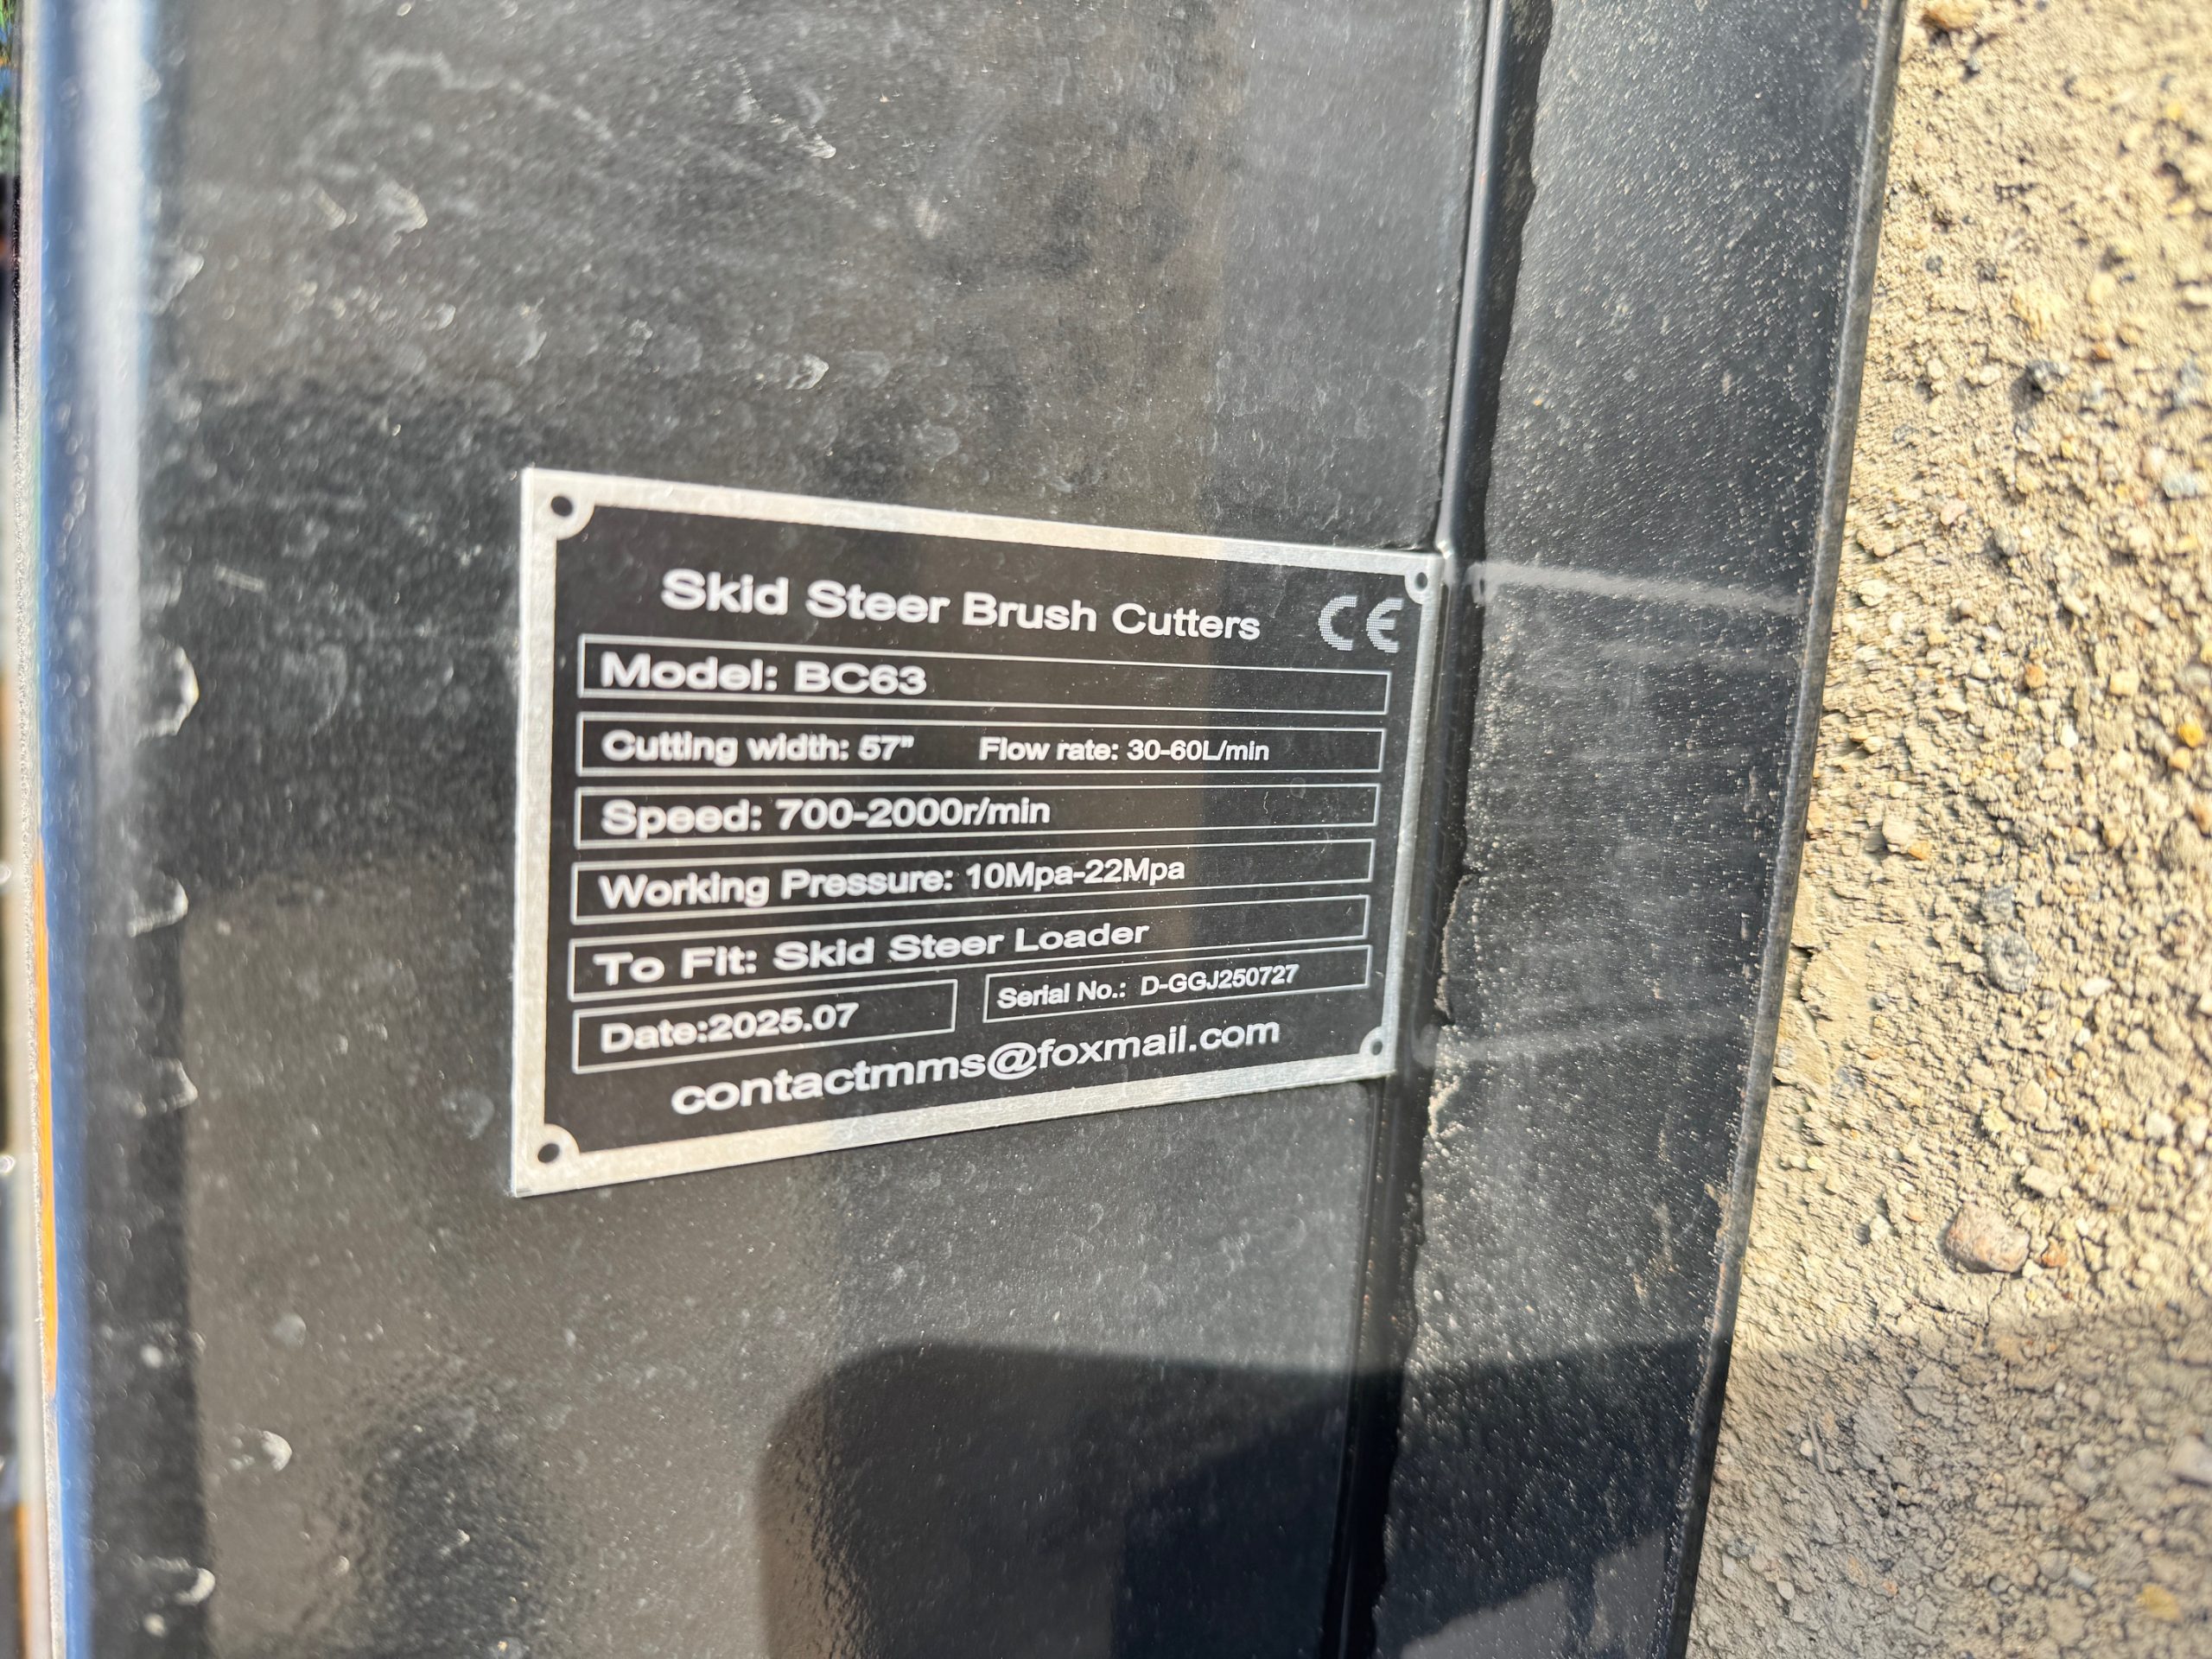 Skid Steer Brush Cutters CE
Model: BC63
Cutting width: 57" Flow rate: 30-60L/min
Speed: 700-2000r/min
Working Pressure: 10Mpa-22Mpa
To Fit: Skid Steer Loader
Date:2025.07 Serial No.: D-GGJ250727
contactmms@foxmail.com